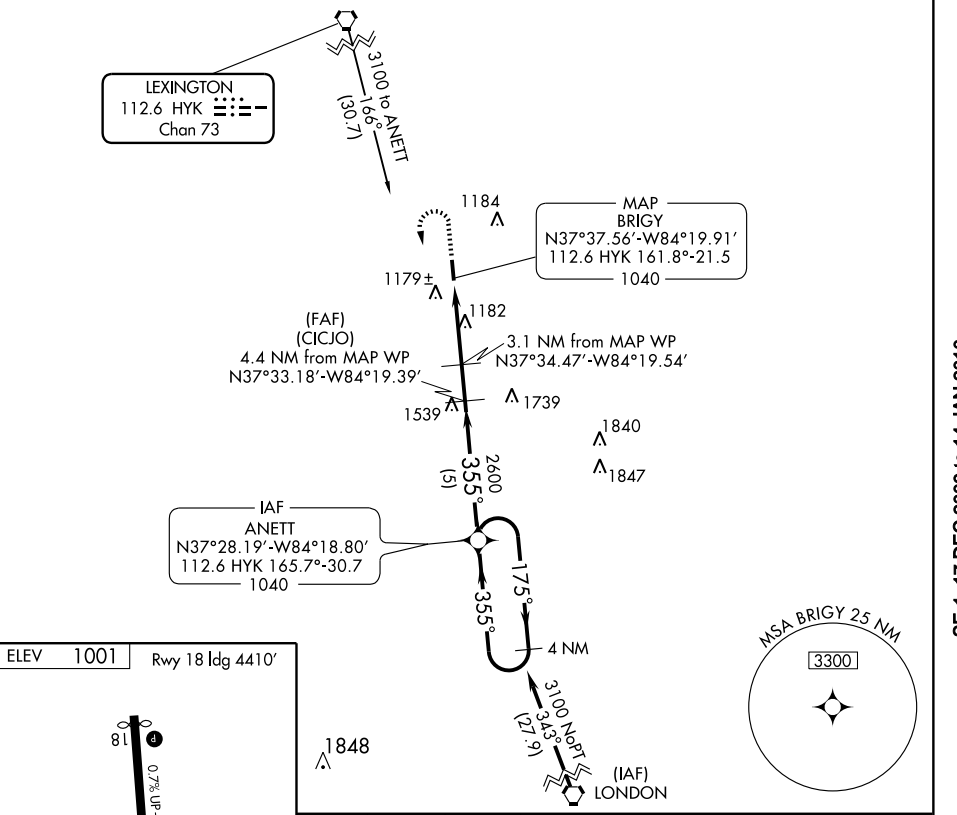 LEXINGTON
112.6 HYK
Chan 73
3100 to ANETT
166°
(30.7)
1184
MAP
BRIGY
N37°37.56'-W84°19.91'
112.6 HYK 161.8°-21.5
1040
1179±
1182
(FAF)
(CICJO)
4.4 NM from MAP WP
N37°33.18'-W84°19.39'
3.1 NM from MAP WP
N37°34.47'-W84°19.54'
1539
1739
1840
1847
2600
355°
(5)
IAF
ANETT
N37°28.19'-W84°18.80'
112.6 HYK 165.7°-30.7
1040
175°
355°
4 NM
3100 NoPT
343°
(27.9)
(IAF)
LONDON
MSA BRIGY 25 NM
3300
ELEV 1001
Rwy 18 ldg 4410'
18
P
0.7% UP
1848